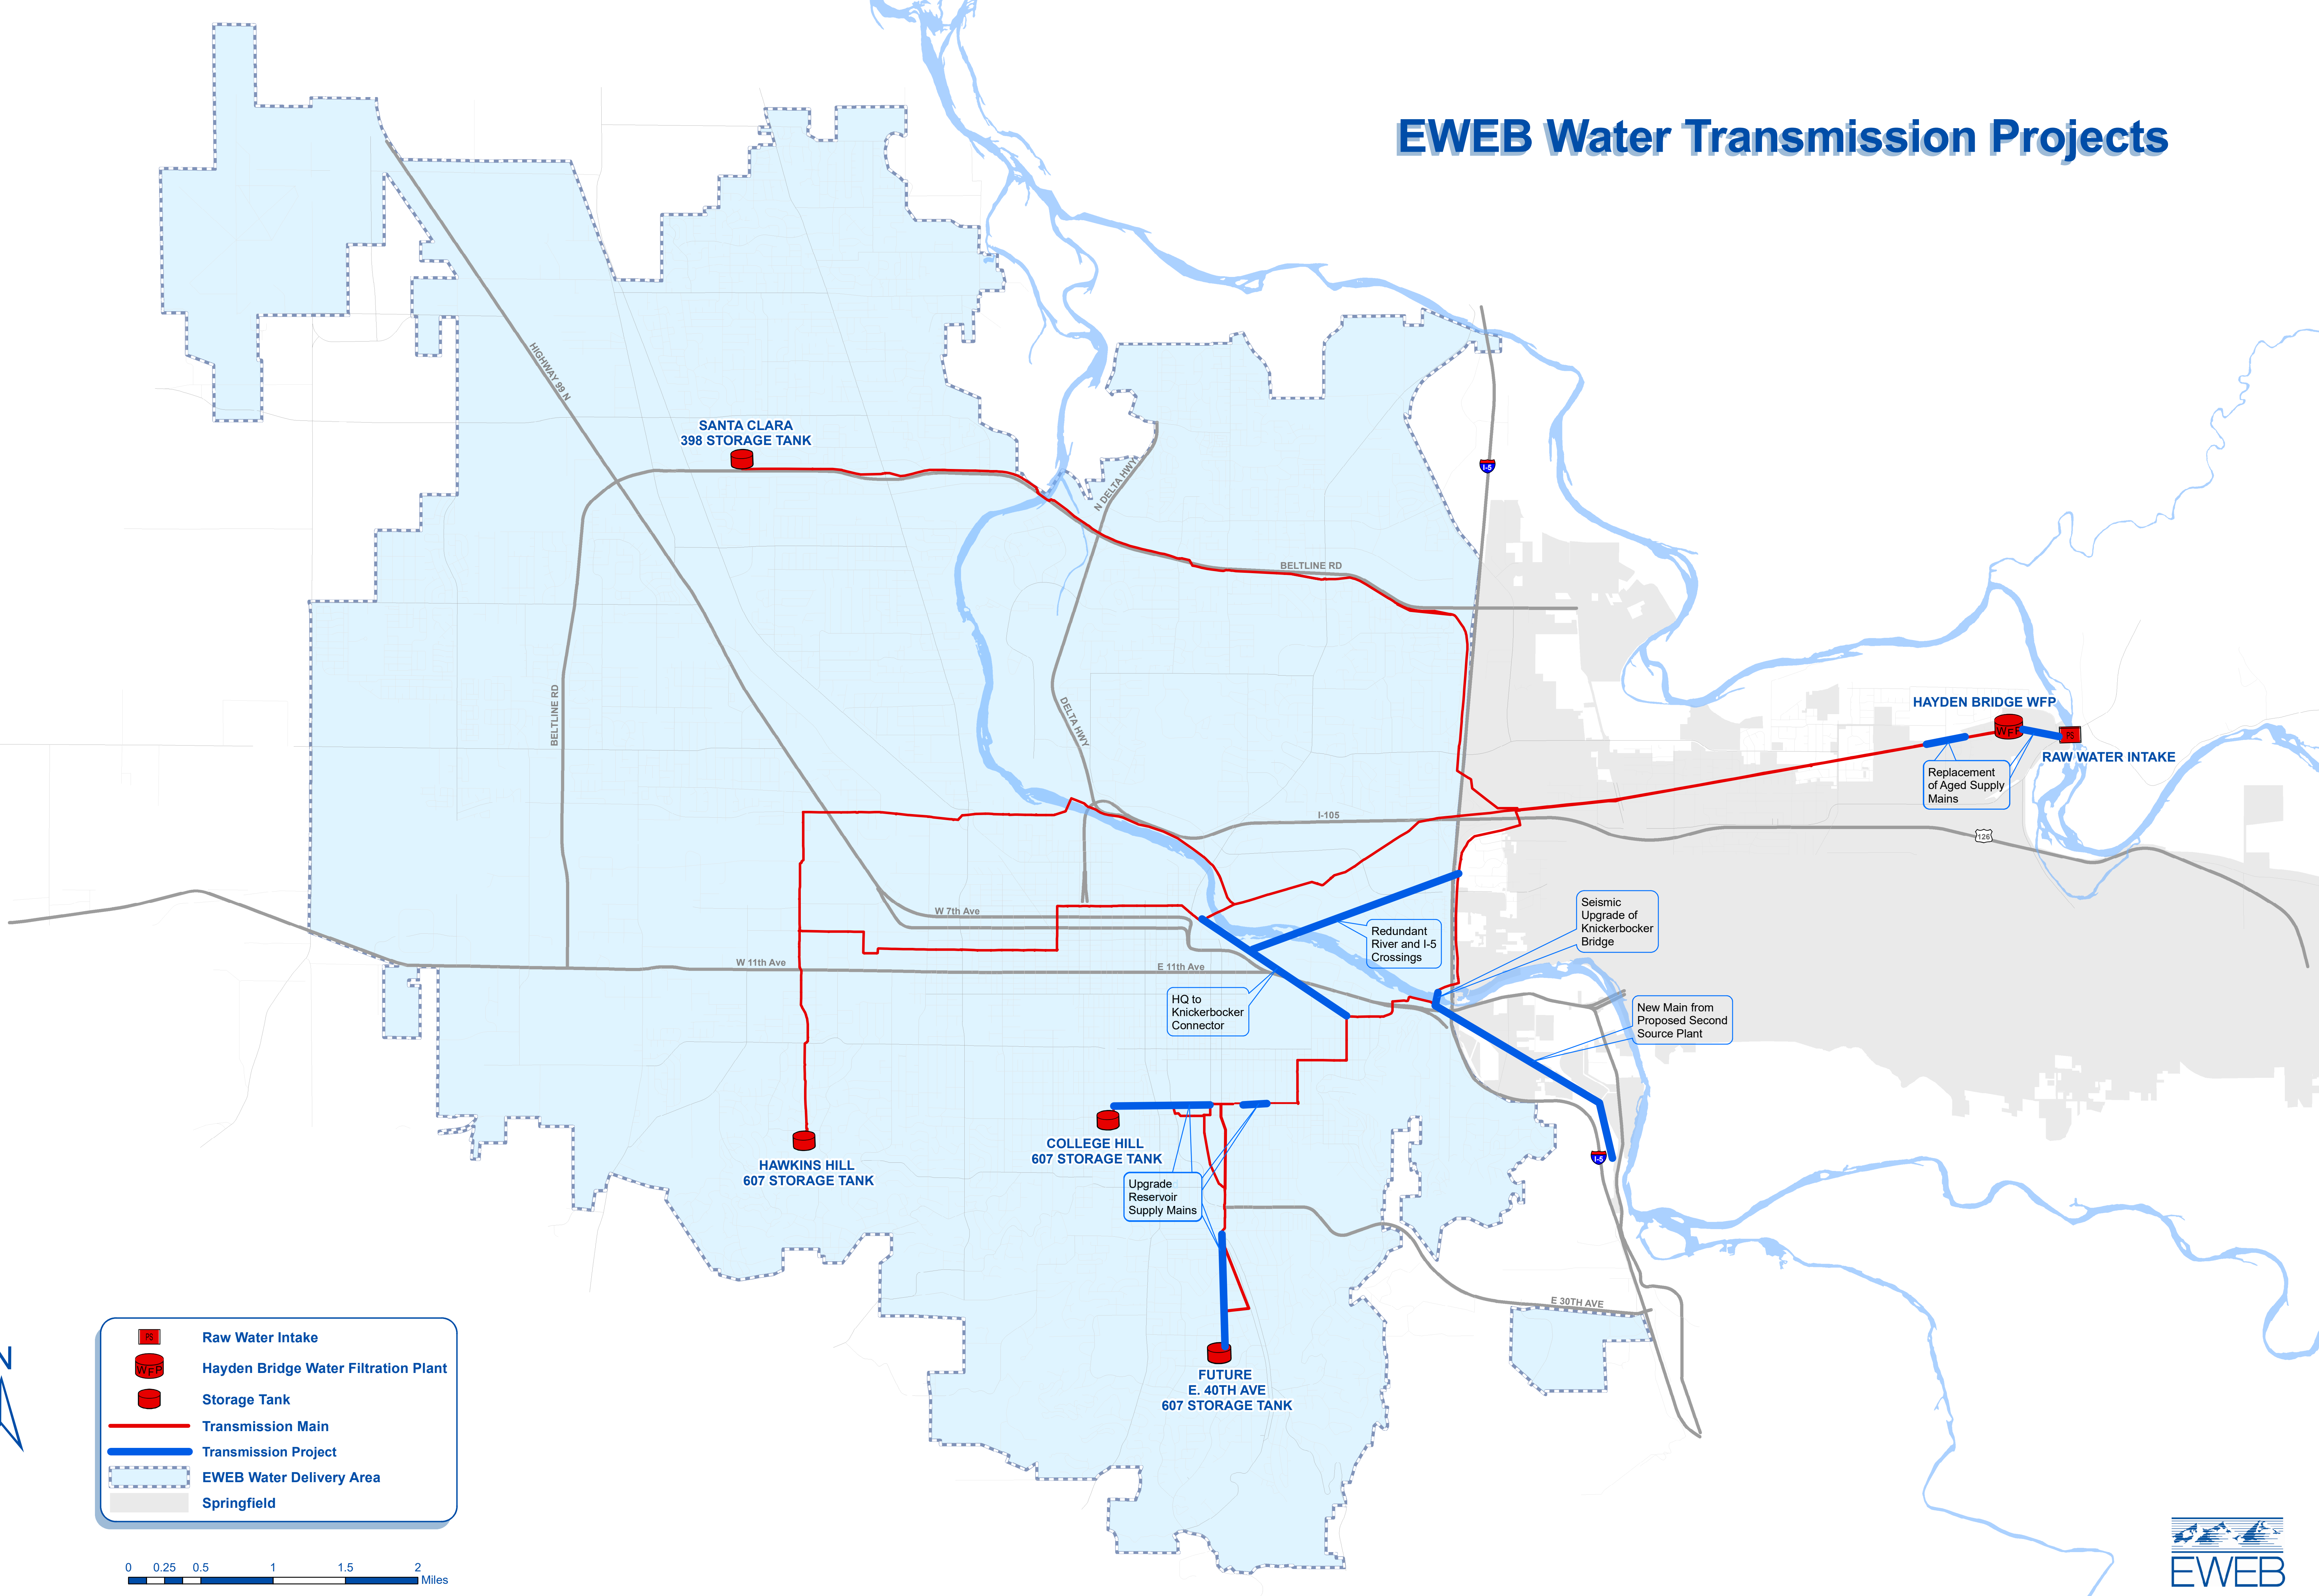 EWEB Water Transmission Projects
HIGHWAY 99 N
SANTA CLARA
398 STORAGE TANK
N DELTA HWY
I-5
BELTLINE RD
BELTLINE RD
DELTA HWY
HAYDEN BRIDGE WFP
WFP
PS
RAW WATER INTAKE
Replacement
of Aged Supply
Mains
I-105
126
W 7th Ave
Redundant
River and I-5
Crossings
Seismic
Upgrade of
Knickerbocker
Bridge
W 11th Ave
E 11th Ave
HQ to
Knickerbocker
Connector
New Main from
Proposed Second
Source Plant
HAWKINS HILL
607 STORAGE TANK
COLLEGE HILL
607 STORAGE TANK
I-5
Upgrade
Reservoir
Supply Mains
E 30TH AVE
FUTURE
E. 40TH AVE
607 STORAGE TANK
N
PS
Raw Water Intake
WFP
Hayden Bridge Water Filtration Plant
Storage Tank
Transmission Main
Transmission Project
EWEB Water Delivery Area
Springfield
0 0.25 0.5 1 1.5 2
Miles
EWEB